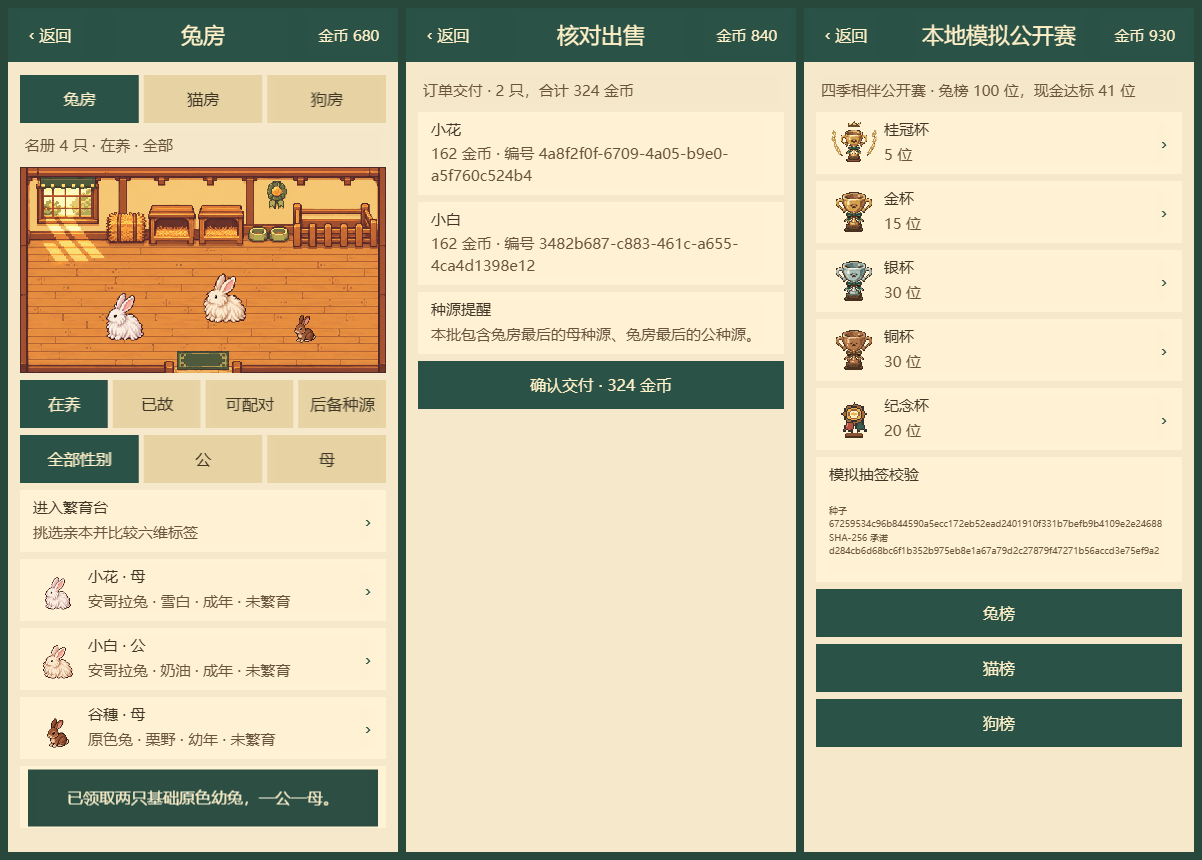 ‹ 返回
兔房
金币 680
兔房
猫房
狗房
名册 4 只 · 在养 · 全部
在养
已故
可配对
后备种源
全部性别
公
母
进入繁育台
挑选亲本并比较六维标签
›
小花 · 母
安哥拉兔 · 雪白 · 成年 · 未繁育
›
小白 · 公
安哥拉兔 · 奶油 · 成年 · 未繁育
›
谷穗 · 母
原色兔 · 栗野 · 幼年 · 未繁育
›
已领取两只基础原色幼兔，一公一母。
‹ 返回
核对出售
金币 840
订单交付 · 2 只，合计 324 金币
小花
162 金币 · 编号 4a8f2f0f-6709-4a05-b9e0-
a5f760c524b4
小白
162 金币 · 编号 3482b687-c883-461c-a655-
4ca4d1398e12
种源提醒
本批包含兔房最后的母种源、兔房最后的公种源。
确认交付 · 324 金币
‹ 返回
本地模拟公开赛
金币 930
四季相伴公开赛 · 兔榜 100 位，现金达标 41 位
桂冠杯
5 位
›
金杯
15 位
›
银杯
30 位
›
铜杯
30 位
›
纪念杯
20 位
›
模拟抽签校验
种子
67259534c96b844590a5ecc172eb52ead2401910f331b7befb9b4109e2e24688
SHA-256 承诺
d284cb6d68bc6f1b352b975eb8e1a67a79d2c27879f47271b56accd3e75ef9a2
兔榜
猫榜
狗榜